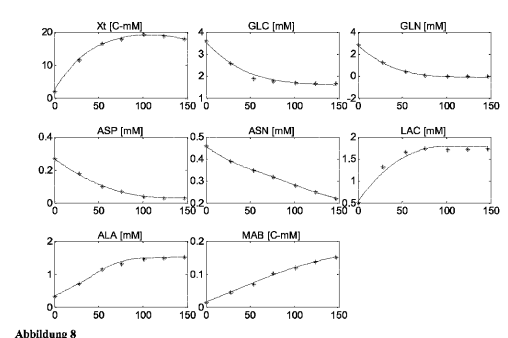 Xt [C-mM] GLC [mM] GLN [mM]
20 4 4
10 3 2
2 0
0 1 -2
0 50 100 150 0 50 100 150 0 50 100 150
ASP [mM] ASN [mM] LAC [mM]
0.4 0.5 2
0.4 1.5
0.2
0.3 1
0 0.2 0.5
0 50 100 150 0 50 100 150 0 50 100 150
ALA [mM] MAB [C-mM]
2 0.2
1 0.1
0 0
0 50 100 150 0 50 100 150
Abbildung 8